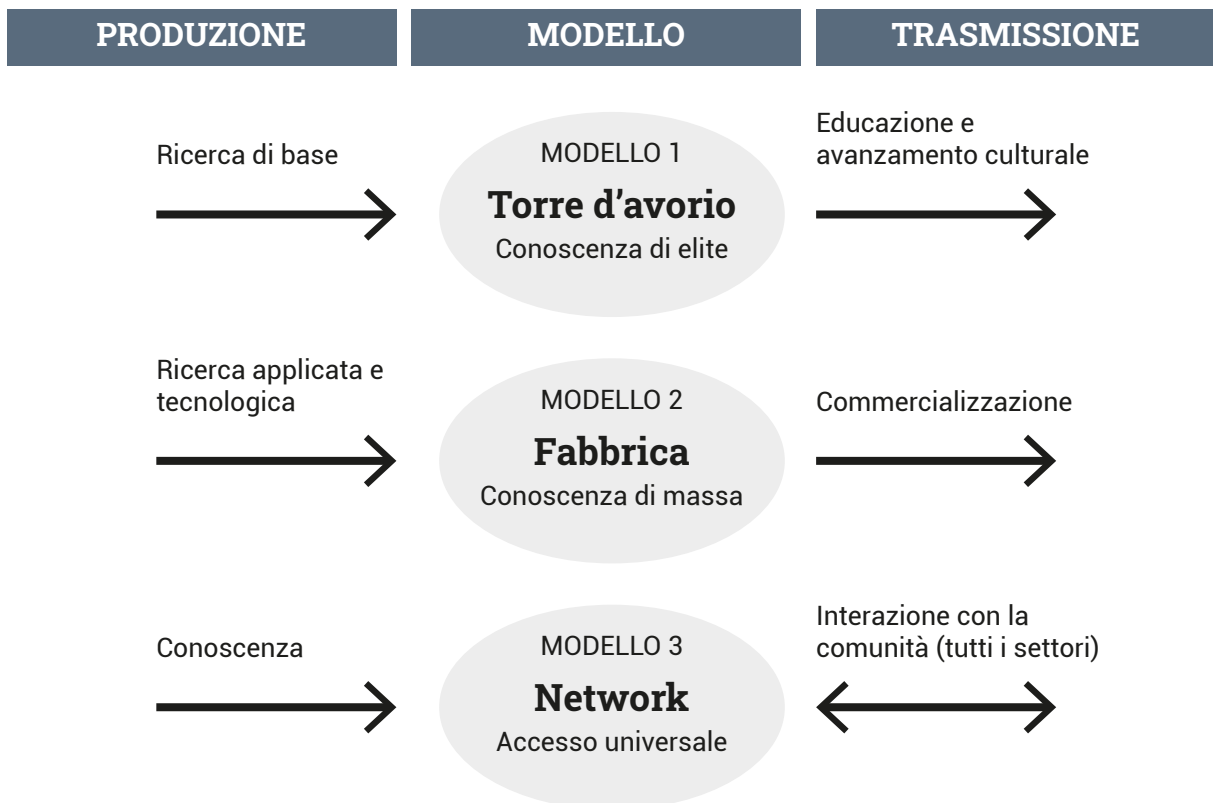 PRODUZIONE
MODELLO
TRASMISSIONE
Ricerca di base
MODELLO 1
Torre d’avorio
Conoscenza di elite
Educazione e
avanzamento culturale
Ricerca applicata e
tecnologica
MODELLO 2
Fabbrica
Conoscenza di massa
Commercializzazione
Conoscenza
MODELLO 3
Network
Accesso universale
Interazione con la
comunità (tutti i settori)